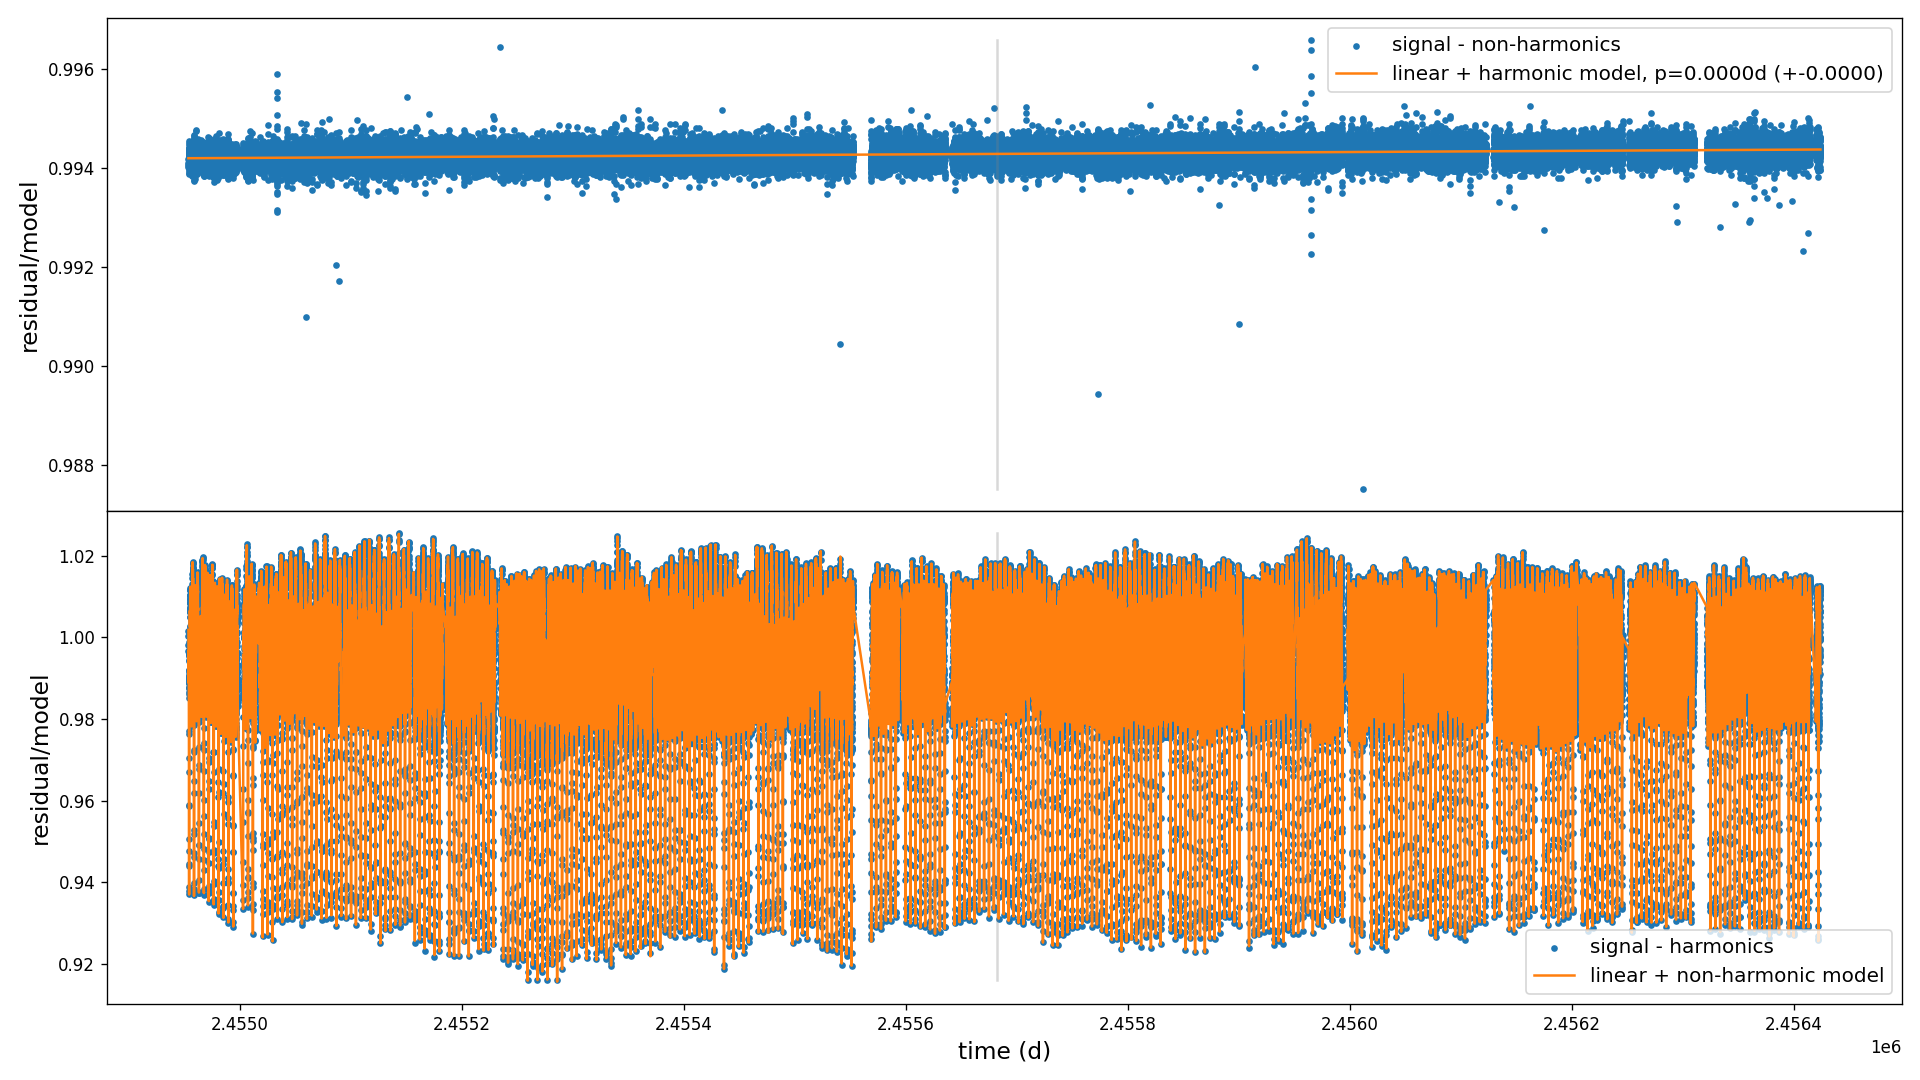 signal - non-harmonics
linear + harmonic model, p=0.0000d (+-0.0000)
0.996
0.994
0.992
0.990
0.988
residual/model
1.02
1.00
0.98
0.96
0.94
0.92
residual/model
signal - harmonics
linear + non-harmonic model
2.4550
2.4552
2.4554
2.4556
2.4558
2.4560
2.4562
2.4564
time (d)
1e6